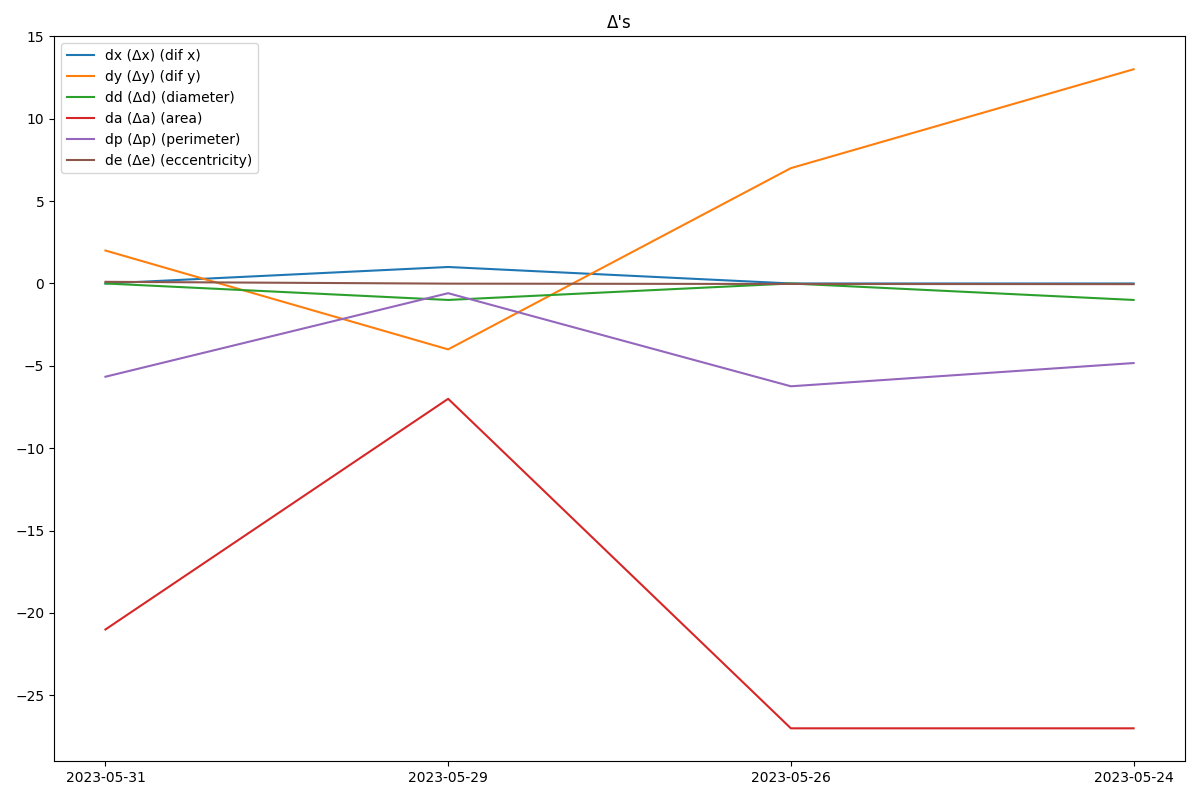 Δ's
15
10
5
0
−5
−10
−15
−20
−25
dx (Δx) (dif x)
dy (Δy) (dif y)
dd (Δd) (diameter)
da (Δa) (area)
dp (Δp) (perimeter)
de (Δe) (eccentricity)
2023-05-31 2023-05-29 2023-05-26 2023-05-24